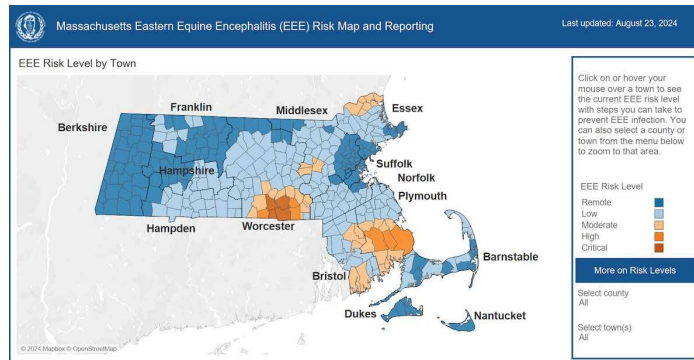 Massachusetts Eastern Equine Encephalitis (EEE) Risk Map and Reporting
Last updated: August 23, 2024
EEE Risk Level by Town
Franklin
Middlesex
Essex
Berkshire
Hampshire
Suffolk
Norfolk
Plymouth
Hampden
Worcester
Barnstable
Bristol
Dukes
Nantucket
© 2024 Mapbox © OpenStreetMap
Click on or hover your
mouse over a town to see
the current EEE risk level
with steps you can take to
prevent EEE infection. You
can also select a county or
town from the menu below
to zoom to that area.
EEE Risk Level
Remote
Low
Moderate
High
Critical
More on Risk Levels
Select county
All
Select town(s)
All